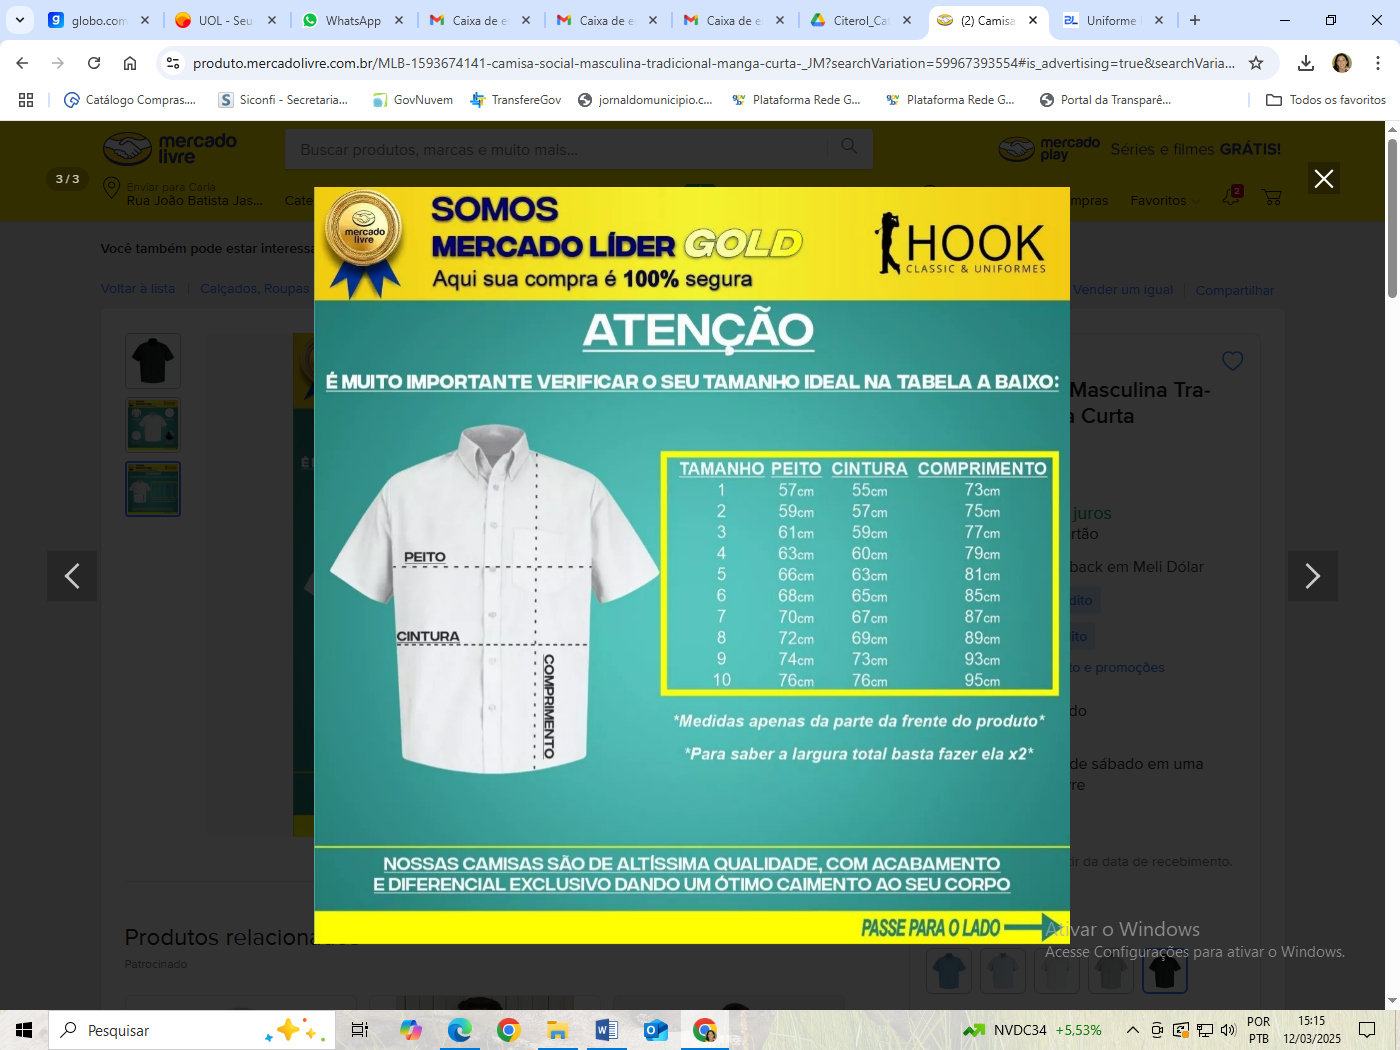 globo.com
UOL - Seu
WhatsApp
Caixa de e
Caixa de e
Caixa de e
Citerol_Cat
(2) Camisa
Uniforme
produto.mercadolivre.com.br/MLB-1593674141-camisa-social-masculina-tradicional-manga-curta-_JM?searchVariation=59967393554#is_advertising=true&searchVaria...
Catálogo Compras....
Siconfi - Secretaria...
GovNuvem
TransfereGov
jornaldomunicipio.c...
Plataforma Rede G...
Plataforma Rede G...
Portal da Transparê...
Todos os favoritos
mercado
livre
Buscar produtos, marcas e muito mais...
mercado
play
Séries e filmes GRÁTIS!
3 / 3
Enviar para Carla
Rua João Batista Jas...
Cate
mpras
Favoritos
2
Você também pode estar interessa
Voltar à lista
Calçados, Roupas
Vender um igual
Compartilhar
mercado
livre
SOMOS
MERCADO LÍDER GOLD
Aqui sua compra é 100% segura
HOOK
CLASSIC & UNIFORMES
ATENÇÃO
É MUITO IMPORTANTE VERIFICAR O SEU TAMANHO IDEAL NA TABELA A BAIXO:
PEITO
CINTURA
COMPRIMENTO
TAMANHO PEITO CINTURA COMPRIMENTO
1 57cm 55cm 73cm
2 59cm 57cm 75cm
3 61cm 59cm 77cm
4 63cm 60cm 79cm
5 66cm 63cm 81cm
6 68cm 65cm 85cm
7 70cm 67cm 87cm
8 72cm 69cm 89cm
9 74cm 73cm 93cm
10 76cm 76cm 95cm
*Medidas apenas da parte da frente do produto*
*Para saber a largura total basta fazer ela x2*
NOSSAS CAMISAS SÃO DE ALTÍSSIMA QUALIDADE, COM ACABAMENTO
E DIFERENCIAL EXCLUSIVO DANDO UM ÓTIMO CAIMENTO AO SEU CORPO
PASSE PARA O LADO
Masculina Tra-
a Curta
juros
rtão
back em Meli Dólar
dito
ito
to e promoções
do
de sábado em uma
re
tir da data de recebimento.
Produtos relaciona
Patrocinado
Ativar o Windows
Acesse Configurações para ativar o Windows.
Pesquisar
NVDC34 +5,53%
POR
PTB
15:15
12/03/2025